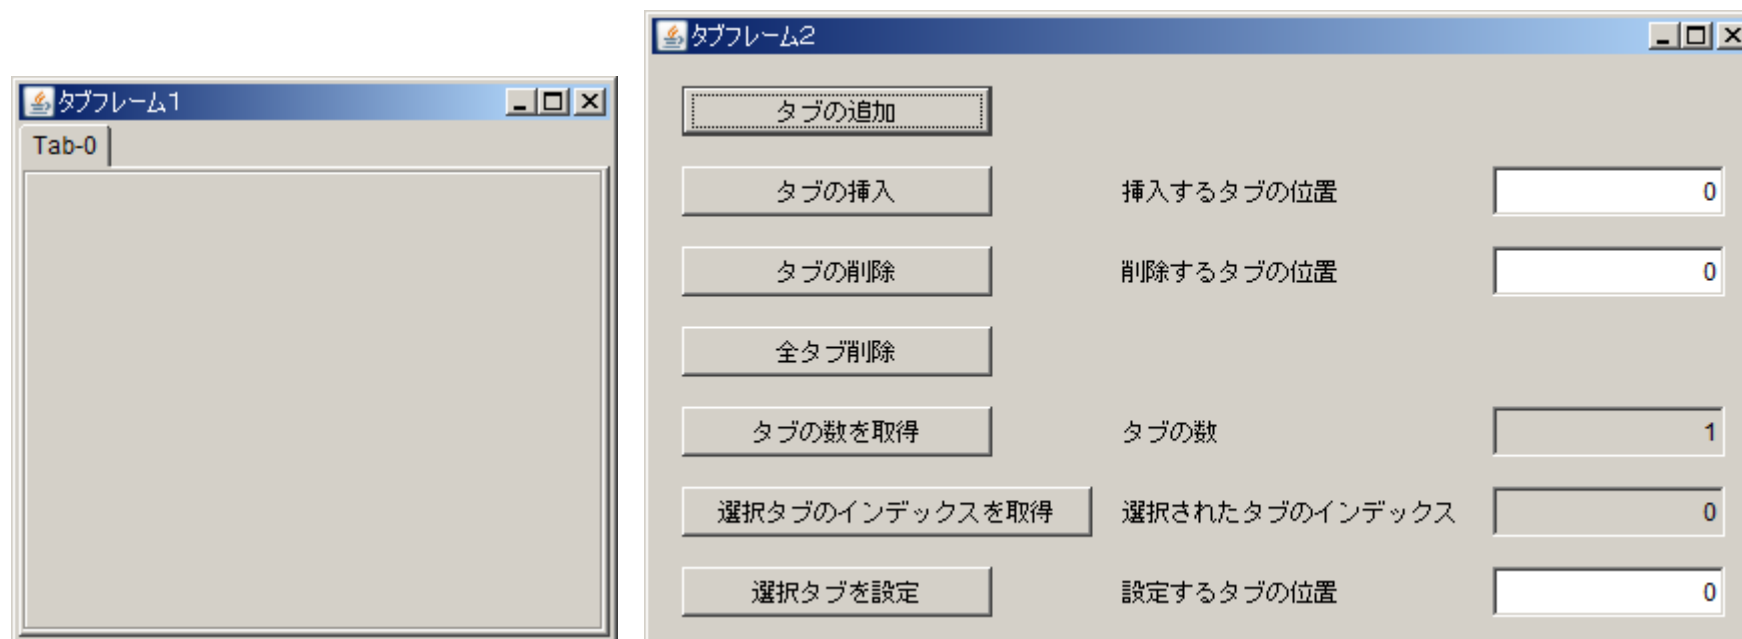 タブフレーム1
Tab-0
タブフレーム2
タブの追加
タブの挿入 挿入するタブの位置 0
タブの削除 削除するタブの位置 0
全タブ削除
タブの数を取得 タブの数 1
選択タブのインデックスを取得 選択されたタブのインデックス 0
選択タブを設定 設定するタブの位置 0